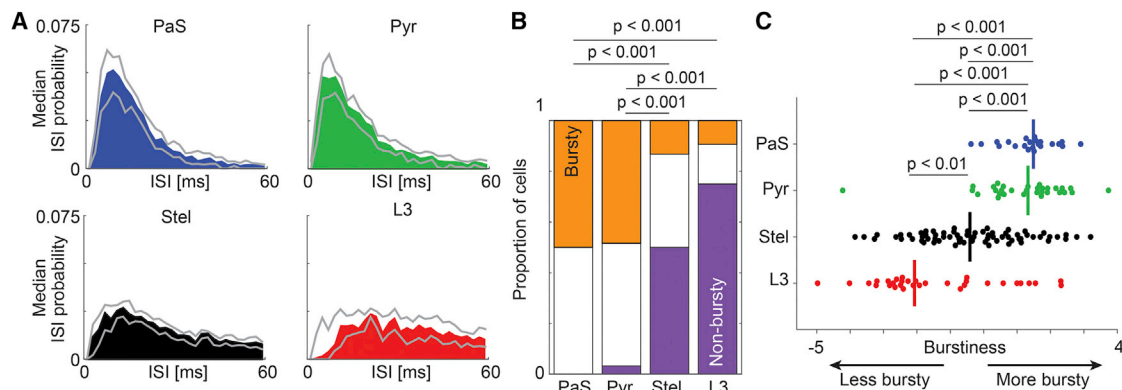 A
PaS
Pyr
0.075
Median
ISI probability
0
0
ISI [ms]
60
0
ISI [ms]
60
Stel
L3
0.075
Median
ISI probability
0
0
ISI [ms]
60
0
ISI [ms]
60
B
p < 0.001
p < 0.001
p < 0.001
p < 0.001
1
Proportion of cells
0
Bursty
Non-bursty
PaS Pyr Stel L3
C
p < 0.001
p < 0.001
p < 0.001
p < 0.001
p < 0.01
PaS
Pyr
Stel
L3
-5
Burstiness
4
Less bursty
More bursty